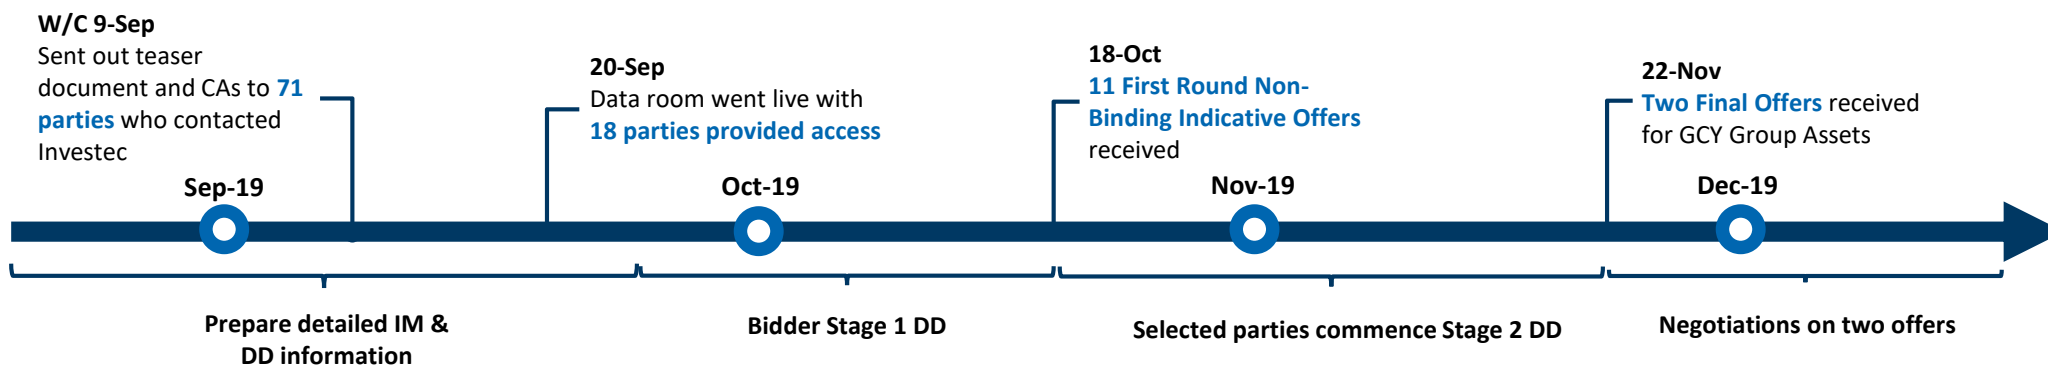 W/C 9-Sep
Sent out teaser
document and CAs to 71
parties who contacted
Investec
20-Sep
Data room went live with
18 parties provided access
18-Oct
11 First Round Non-
Binding Indicative Offers
received
22-Nov
Two Final Offers received
for GCY Group Assets
Sep-19
Oct-19
Nov-19
Dec-19
Prepare detailed IM &
DD information
Bidder Stage 1 DD
Selected parties commence Stage 2 DD
Negotiations on two offers